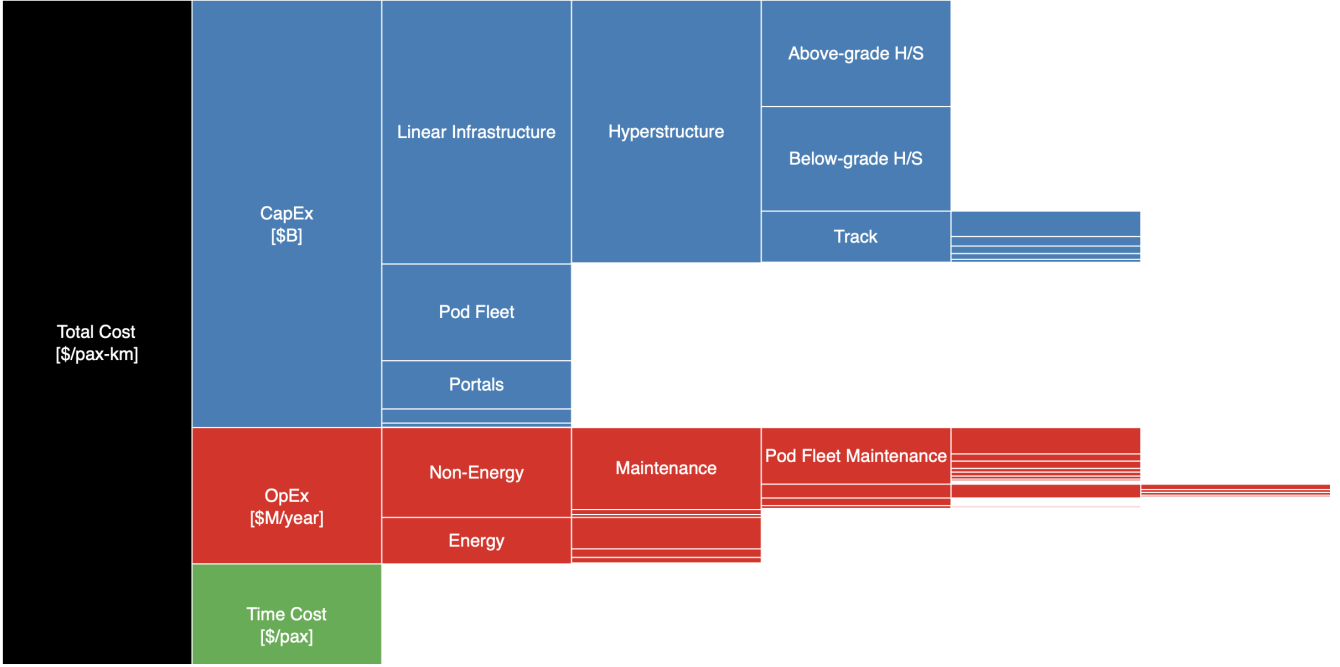 Total Cost
[$/pax-km]
CapEx
[$B]
Linear Infrastructure
Hyperstructure
Above-grade H/S
Below-grade H/S
Track
Pod Fleet
Portals
OpEx
[$M/year]
Non-Energy
Maintenance
Pod Fleet Maintenance
Energy
Time Cost
[$/pax]